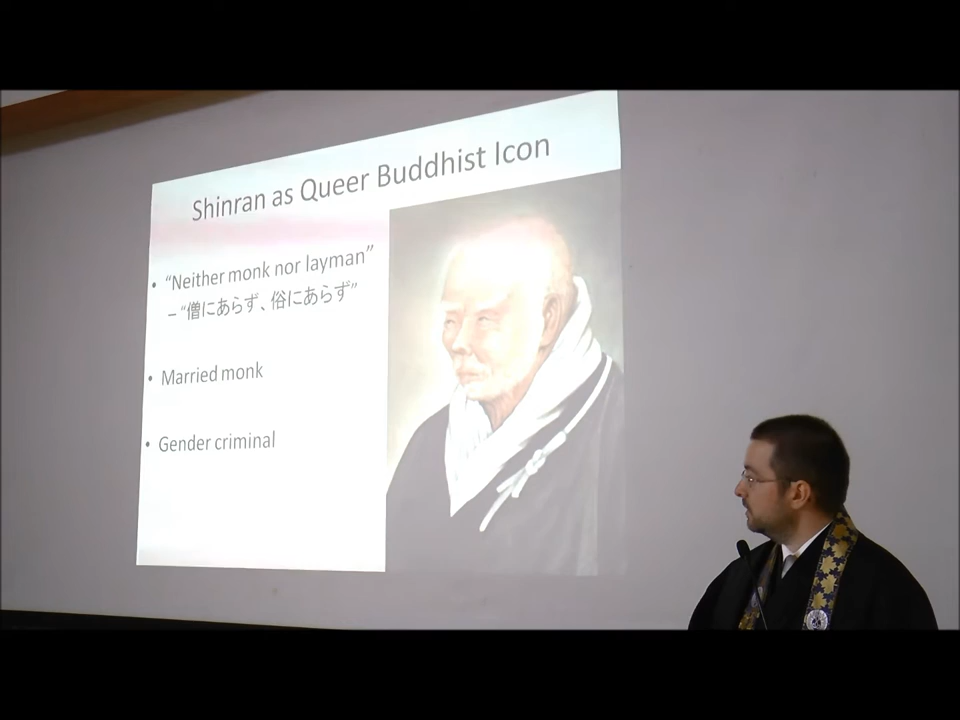 Shinran as Queer Buddhist Icon
• “Neither monk nor layman”
– “僧にあらず、俗にあらず”
• Married monk
• Gender criminal